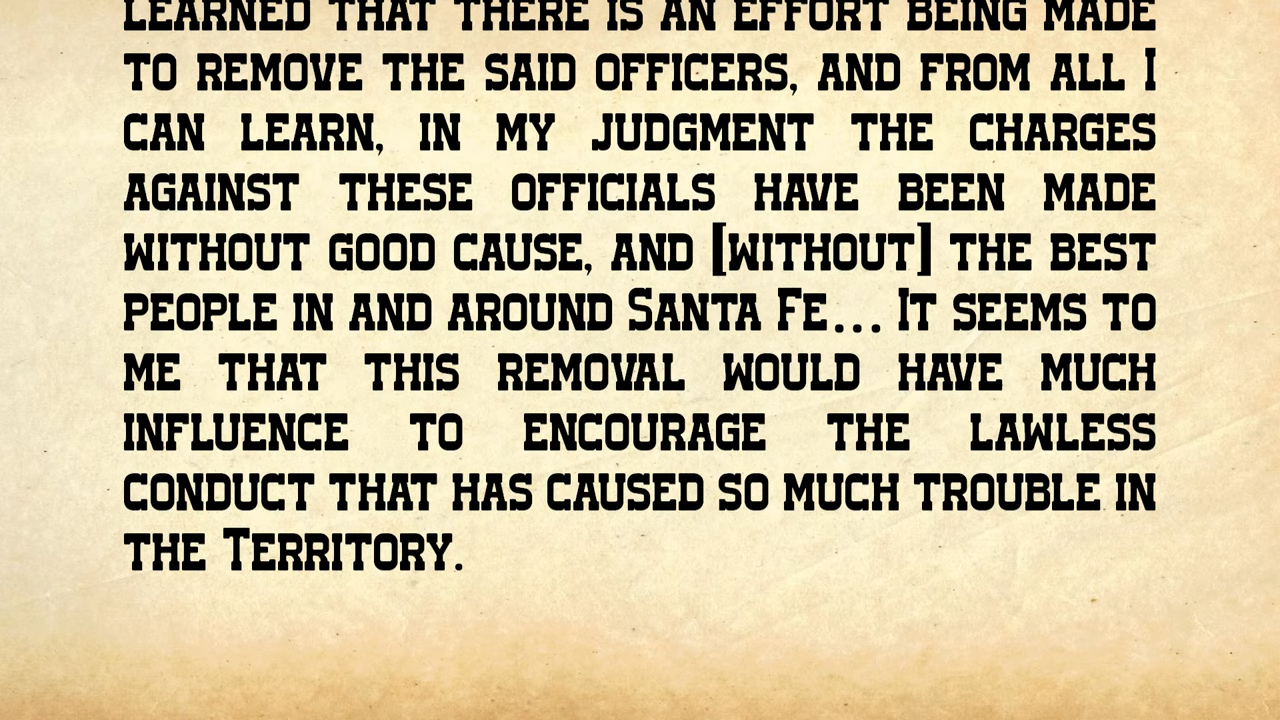 LEARNED THAT THERE IS AN EFFORT BEING MADE
TO REMOVE THE SAID OFFICERS, AND FROM ALL I
CAN LEARN, IN MY JUDGMENT THE CHARGES
AGAINST THESE OFFICIALS HAVE BEEN MADE
WITHOUT GOOD CAUSE, AND [WITHOUT] THE BEST
PEOPLE IN AND AROUND SANTA FE... IT SEEMS TO
ME THAT THIS REMOVAL WOULD HAVE MUCH
INFLUENCE TO ENCOURAGE THE LAWLESS
CONDUCT THAT HAS CAUSED SO MUCH TROUBLE IN
THE TERRITORY.